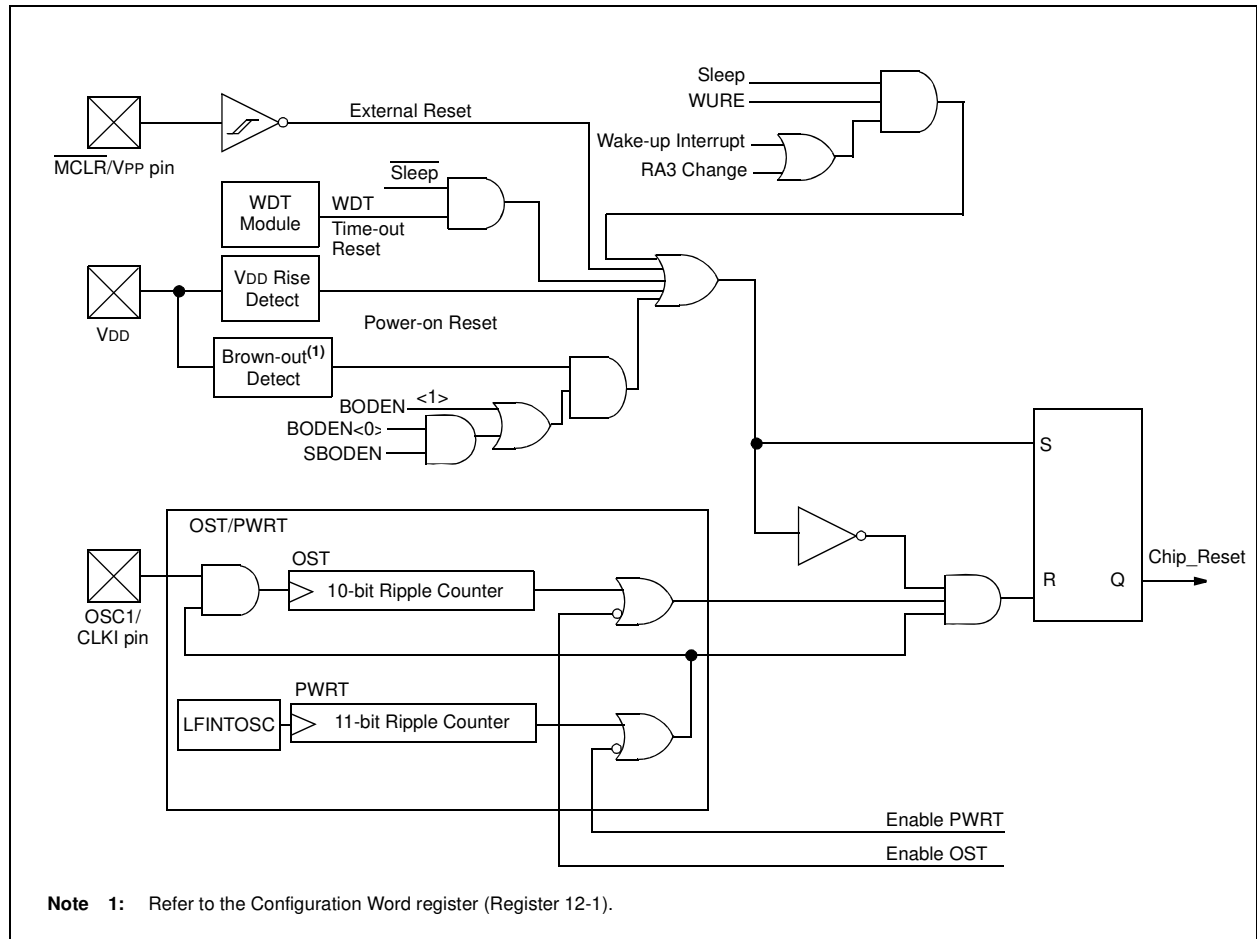 Sleep
WURE
External Reset
Wake-up Interrupt
RA3 Change
MCLR/VPP pin
Sleep
WDT
Module
WDT
Time-out
Reset
VDD Rise
Detect
VDD
Power-on Reset
Brown-out(1)
Detect
BODEN <1>
BODEN<0>
SBODEN
S
OST/PWRT
OST
10-bit Ripple Counter
OSC1/
CLKI pin
R
Q
Chip_Reset
PWRT
LFINTOSC
11-bit Ripple Counter
Enable PWRT
Enable OST
Note 1: Refer to the Configuration Word register (Register 12-1).